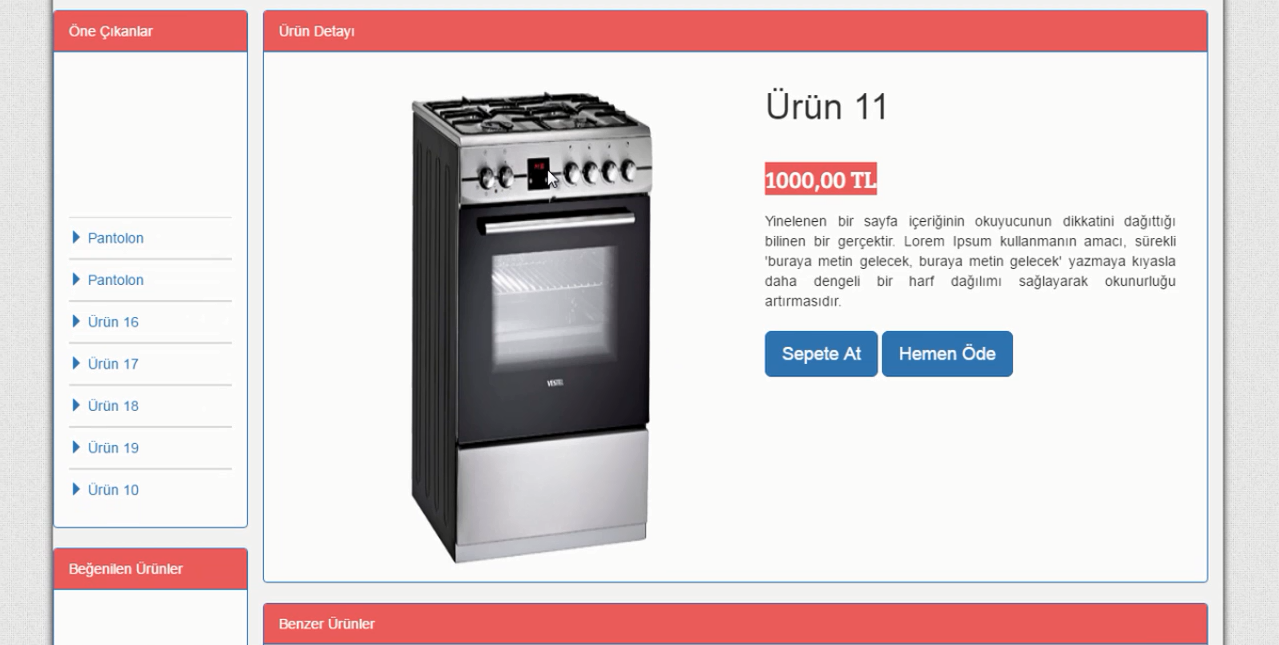 Öne Çıkanlar
Pantolon
Pantolon
Ürün 16
Ürün 17
Ürün 18
Ürün 19
Ürün 10
Beğenilen Ürünler
Ürün Detayı
VESTEL
Ürün 11
1000,00 TL
Yinelenen bir sayfa içeriğinin okuyucunun dikkatini dağıttığı
bilinen bir gerçektir. Lorem Ipsum kullanmanın amacı, sürekli
'buraya metin gelecek, buraya metin gelecek' yazmaya kıyasla
daha dengeli bir harf dağılımı sağlayarak okunurluğu
artırmasıdır.
Sepete At
Hemen Öde
Benzer Ürünler